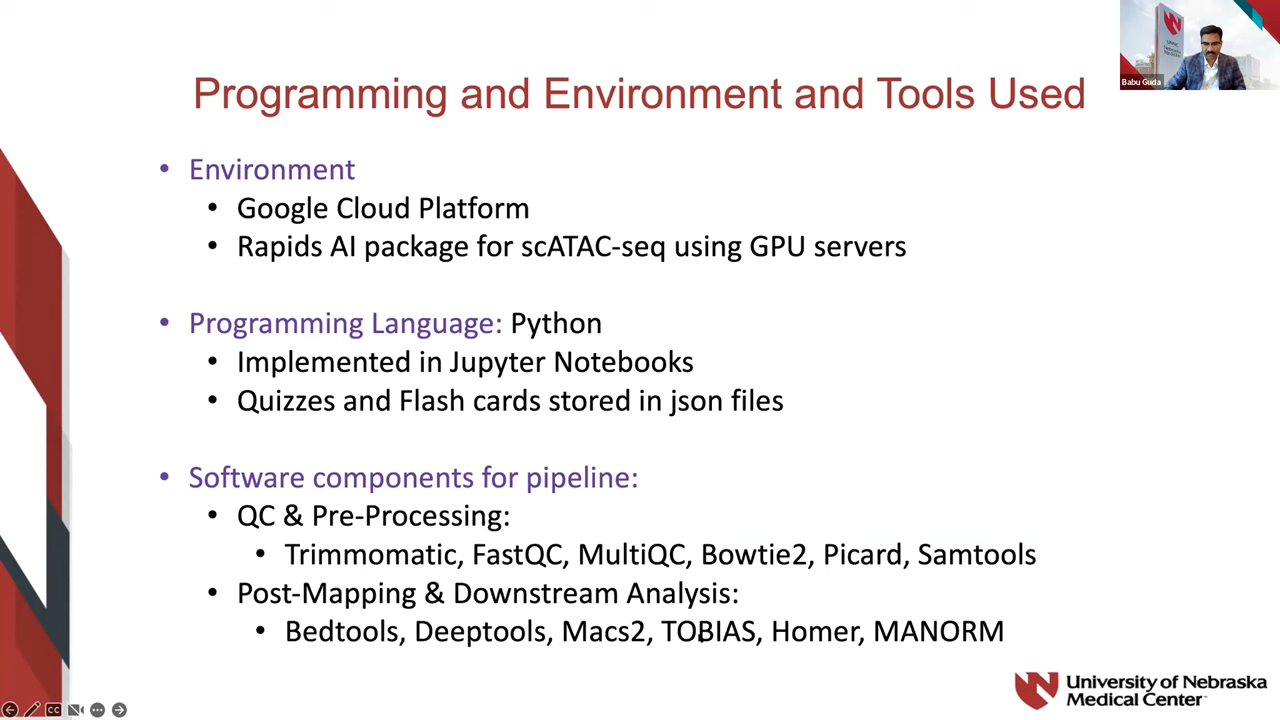 Programming and Environment and Tools Used
Babu Guda
• Environment
• Google Cloud Platform
• Rapids AI package for scATAC-seq using GPU servers
• Programming Language: Python
• Implemented in Jupyter Notebooks
• Quizzes and Flash cards stored in json files
• Software components for pipeline:
• QC & Pre-Processing:
• Trimmomatic, FastQC, MultiQC, Bowtie2, Picard, Samtools
• Post-Mapping & Downstream Analysis:
• Bedtools, Deeptools, Macs2, TOBIAS, Homer, MANORM
University of Nebraska
Medical Center
CC